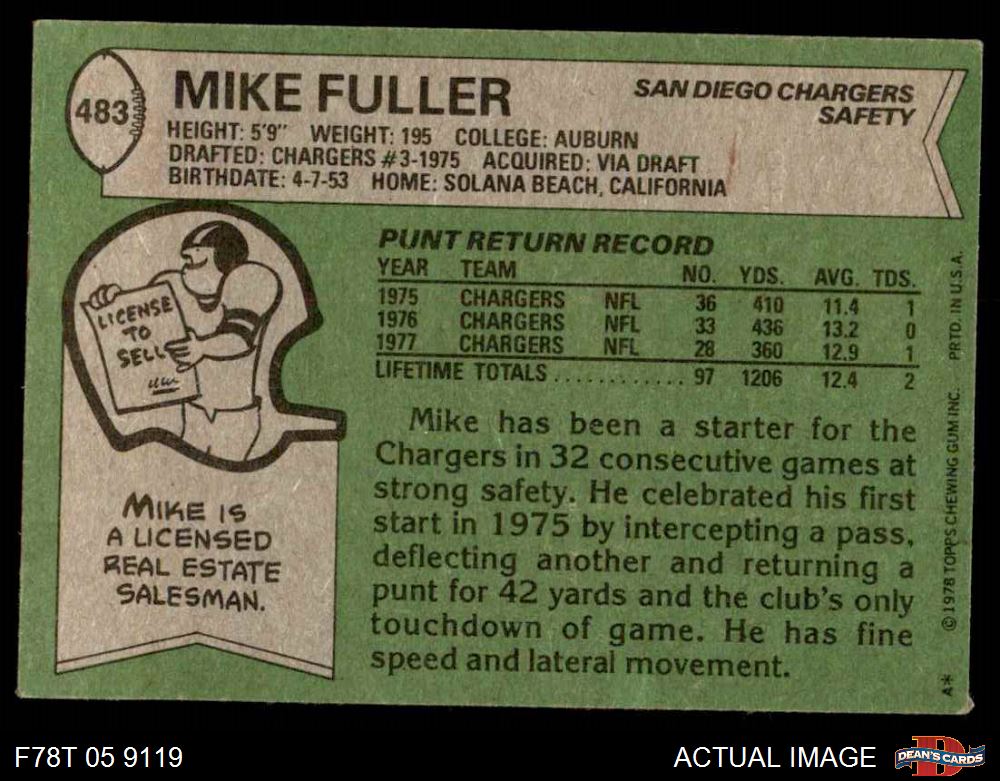 483
MIKE FULLER
SAN DIEGO CHARGERS
SAFETY
HEIGHT: 5'9" WEIGHT: 195 COLLEGE: AUBURN
DRAFTED: CHARGERS #3-1975 ACQUIRED: VIA DRAFT
BIRTHDATE: 4-7-53 HOME: SOLANA BEACH, CALIFORNIA
LICENSE
TO
SELL
MIKE IS
A LICENSED
REAL ESTATE
SALESMAN.
PUNT RETURN RECORD
YEAR TEAM NO. YDS. AVG. TDS.
1975 CHARGERS NFL 36 410 11.4 1
1976 CHARGERS NFL 33 436 13.2 0
1977 CHARGERS NFL 28 360 12.9 1
LIFETIME TOTALS ............ 97 1206 12.4 2
Mike has been a starter for the
Chargers in 32 consecutive games at
strong safety. He celebrated his first
start in 1975 by intercepting a pass,
deflecting another and returning a
punt for 42 yards and the club's only
touchdown of game. He has fine
speed and lateral movement.
A* ©1978 TOPPS CHEWING GUM INC. PRTD. IN U.S.A.
F78T 05 9119
ACTUAL IMAGE
D
DEAN'S CARDS